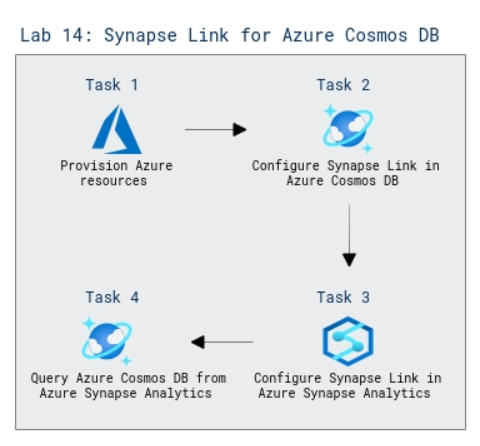 Lab 14: Synapse Link for Azure Cosmos DB
Task 1
Provision Azure
resources
Task 2
Configure Synapse Link in
Azure Cosmos DB
Task 3
Configure Synapse Link in
Azure Synapse Analytics
Task 4
Query Azure Cosmos DB from
Azure Synapse Analytics